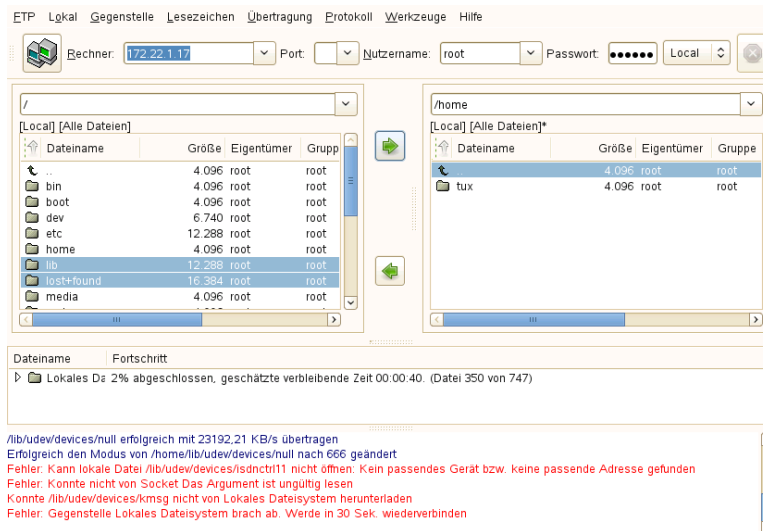 FTP Lokal Gegenstelle Lesezeichen Übertragung Protokoll Werkzeuge Hilfe
Rechner: 172.22.1.17 Port: Nutzername: root Passwort: ●●●●●● Local
/
[Local] [Alle Dateien]
Dateiname Größe Eigentümer Grupp
.. 4.096 root root
bin 4.096 root root
boot 4.096 root root
dev 6.740 root root
etc 12.288 root root
home 4.096 root root
lib 12.288 root root
lost+found 16.384 root root
media 4.096 root root
/home
[Local] [Alle Dateien]*
Dateiname Größe Eigentümer Gruppe
.. 4.096 root root
tux 4.096 root root
Dateiname Fortschritt
Lokales Da 2% abgeschlossen, geschätzte verbleibende Zeit 00:00:40. (Datei 350 von 747)
/lib/udev/devices/null erfolgreich mit 23192,21 KB/s übertragen
Erfolgreich den Modus von /home/lib/udev/devices/null nach 666 geändert
Fehler: Kann lokale Datei /lib/udev/devices/isdnctrl11 nicht öffnen: Kein passendes Gerät bzw. keine passende Adresse gefunden
Fehler: Konnte nicht von Socket Das Argument ist ungültig lesen
Konnte /lib/udev/devices/kmsg nicht von Lokales Dateisystem herunterladen
Fehler: Gegenstelle Lokales Dateisystem brach ab. Werde in 30 Sek. wiederverbinden